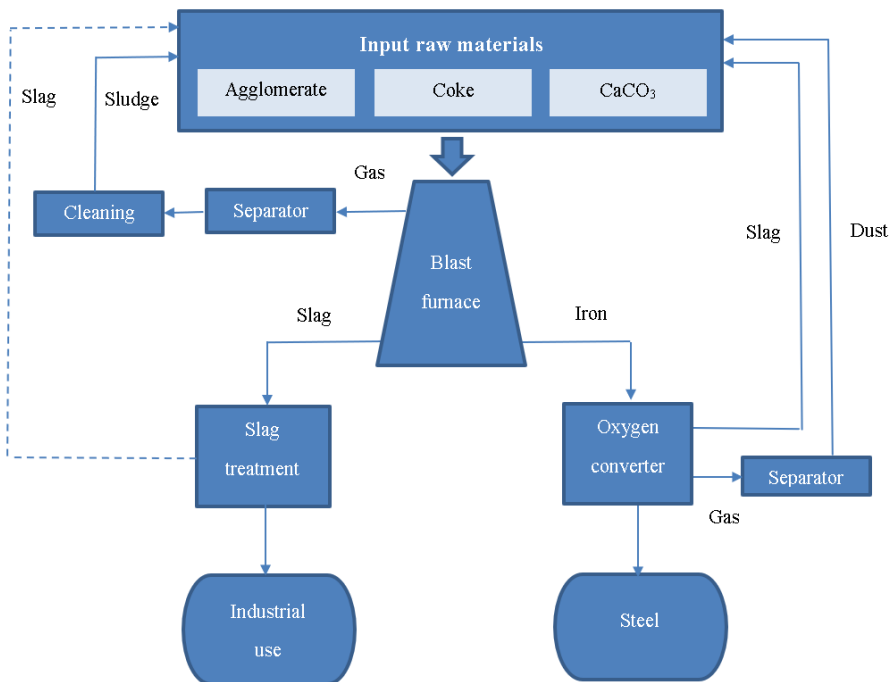 Input raw materials
Agglomerate
Coke
CaCO₃
Slag
Sludge
Gas
Slag
Dust
Cleaning
Separator
Blast
furnace
Slag
Iron
Slag
treatment
Oxygen
converter
Separator
Gas
Industrial
use
Steel